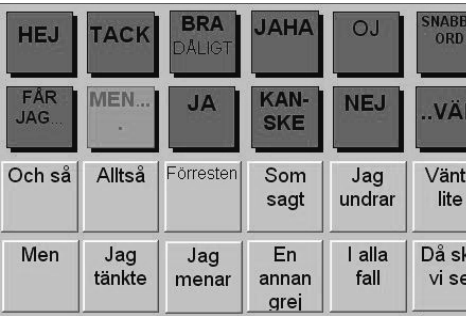 HEJ
TACK
BRA
DÅLIGT
JAHA
OJ
SNABB
ORD
FÅR
JAG...
MEN...
.
JA
KAN-
SKE
NEJ
..VÄ
Och så
Alltså
Förresten
Som
sagt
Jag
undrar
Vänt
lite
Men
Jag
tänkte
Jag
menar
En
annan
grej
I alla
fall
Då sk
vi se